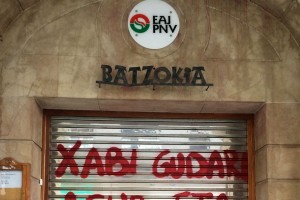 EAJ
PNV
BATZOKIA
XABI GUDARI